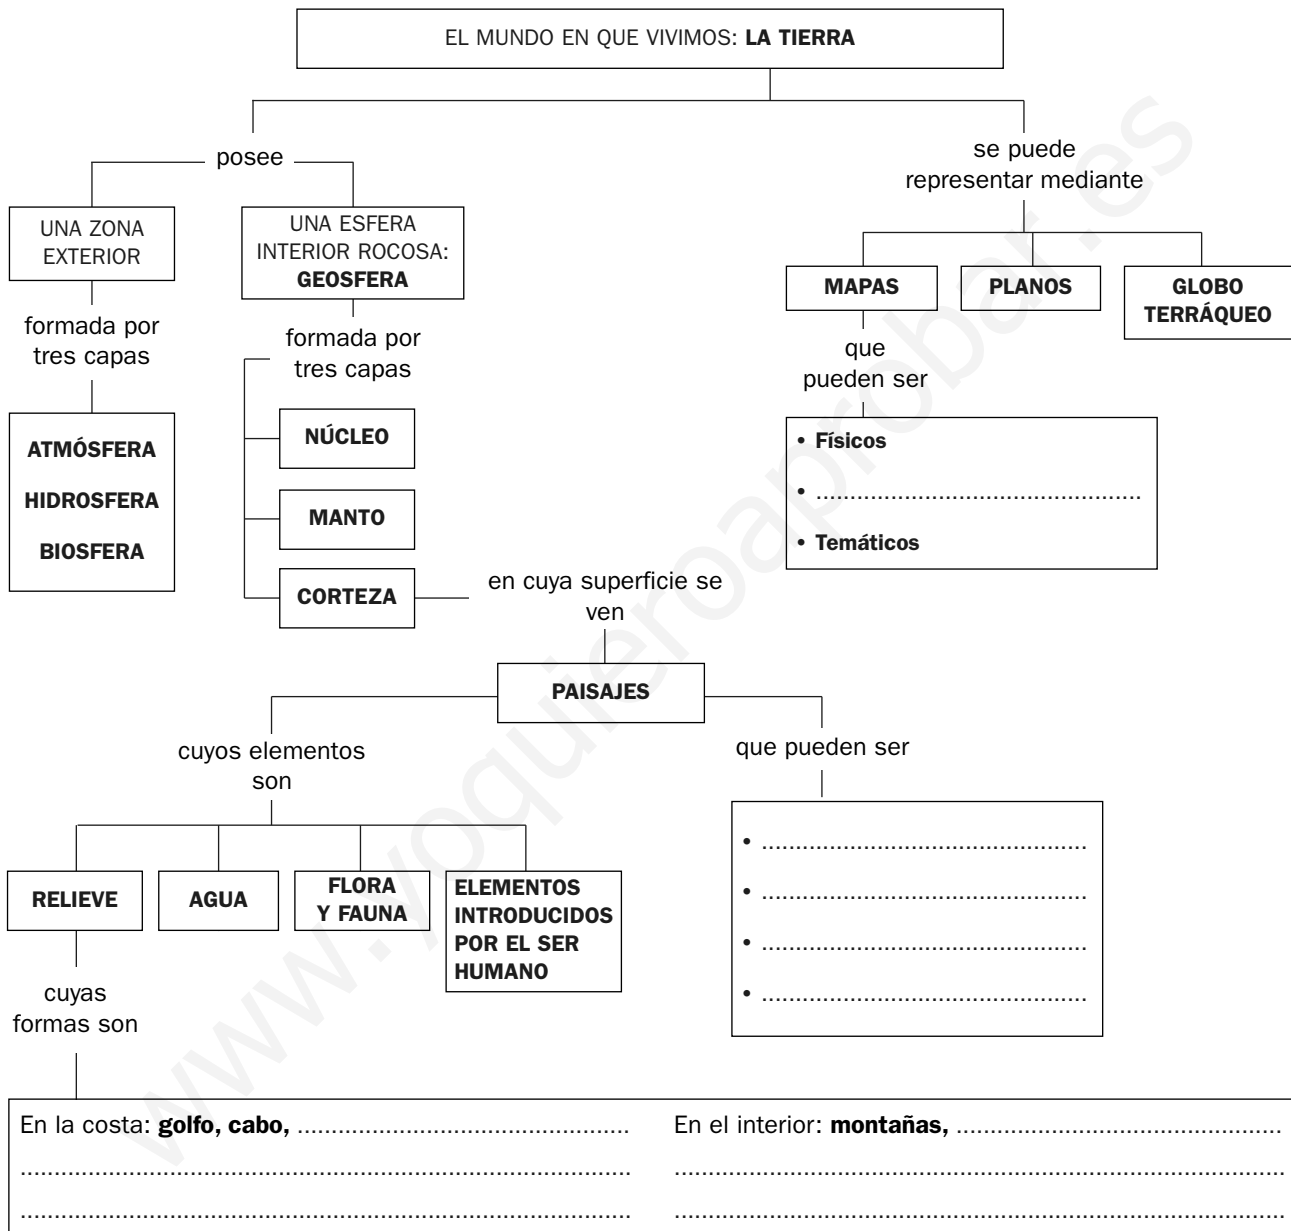 EL MUNDO EN QUE VIVIMOS: LA TIERRA
posee
se puede
representar mediante
UNA ZONA
EXTERIOR
UNA ESFERA
INTERIOR ROCOSA:
GEOSFERA
MAPAS
PLANOS
GLOBO
TERRÁQUEO
formada por
tres capas
formada por
tres capas
que
pueden ser
ATMÓSFERA
HIDROSFERA
BIOSFERA
NÚCLEO
MANTO
CORTEZA
• Físicos
• ................................................
• Temáticos
en cuya superficie se
ven
PAISAJES
cuyos elementos
son
que pueden ser
RELIEVE
AGUA
FLORA
Y FAUNA
ELEMENTOS
INTRODUCIDOS
POR EL SER
HUMANO
• ................................................
• ................................................
• ................................................
• ................................................
cuyas
formas son
En la costa: golfo, cabo, .................................................
..........................................................................................
..........................................................................................
En el interior: montañas, ................................................
..........................................................................................
..........................................................................................
www.yoquieroaprobar.es